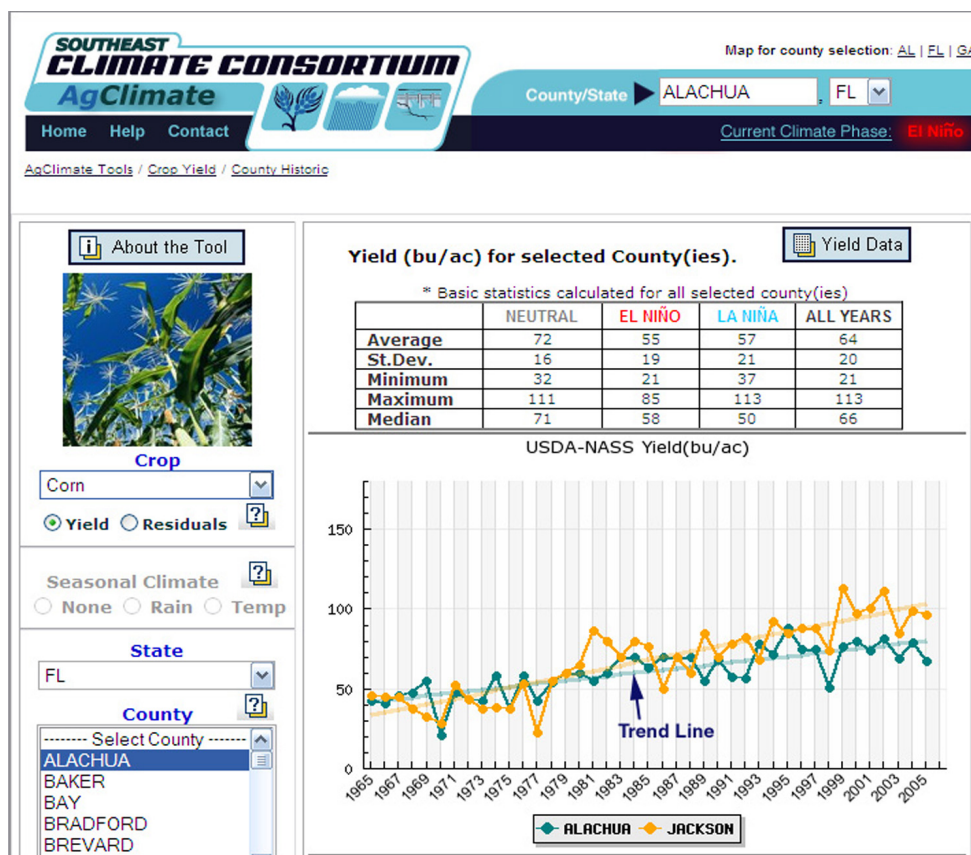 SOUTHEAST
CLIMATE CONSORTIUM
AgClimate
Map for county selection: AL | FL | GA
County/State ALACHUA , FL
Home Help Contact
Current Climate Phase: El Niño
AgClimate Tools / Crop Yield / County Historic
About the Tool
Crop
Corn
Yield Residuals ?
Seasonal Climate ?
None Rain Temp
State
FL
County ?
-------- Select County --------
ALACHUA
BAKER
BAY
BRADFORD
BREVARD
Yield (bu/ac) for selected County(ies).
Yield Data
* Basic statistics calculated for all selected county(ies)
NEUTRAL EL NIÑO LA NIÑA ALL YEARS
Average 72 55 57 64
St.Dev. 16 19 21 20
Minimum 32 21 37 21
Maximum 111 85 113 113
Median 71 58 50 66
USDA-NASS Yield(bu/ac)
150
100
50
0
Trend Line
1965 1967 1969 1971 1973 1975 1977 1979 1981 1983 1985 1987 1989 1991 1993 1995 1997 1999 2001 2003 2005
ALACHUA JACKSON